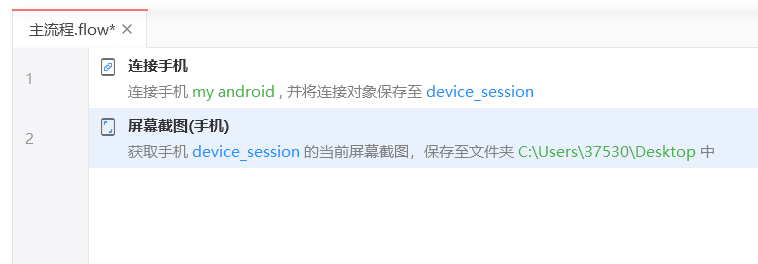 主流程.flow*
1
连接手机
连接手机 my android , 并将连接对象保存至 device_session
2
屏幕截图(手机)
获取手机 device_session 的当前屏幕截图，保存至文件夹 C:\Users\37530\Desktop 中